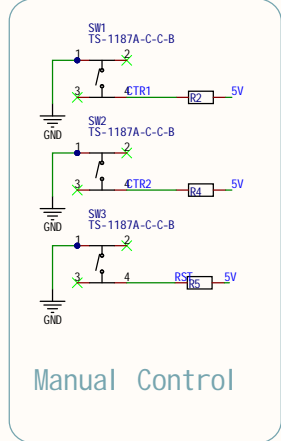 SW1
TS-1187A-C-C-B
1 2
3 4 CTR1 R2 5V
GND
SW2
TS-1187A-C-C-B
1 2
3 4 CTR2 R4 5V
GND
SW3
TS-1187A-C-C-B
1 2
3 4 RST R5 5V
GND
Manual Control